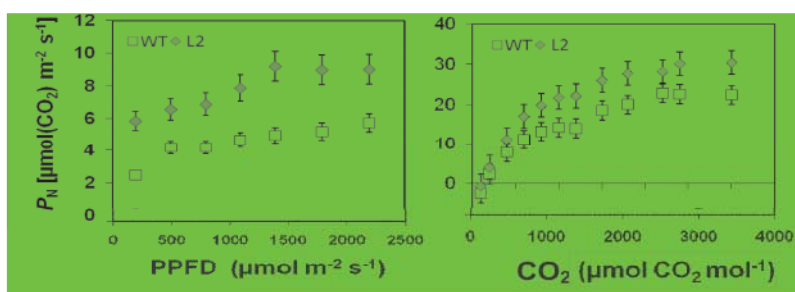 P_N [µmol(CO₂) m⁻² s⁻¹)
12
10
8
6
4
2
0
WT L2
0 500 1000 1500 2000 2500
PPFD (µmol m⁻² s⁻¹)
40
30
20
10
0
WT L2
0 1000 2000 3000 4000
CO₂ (µmol CO₂ mol⁻¹)